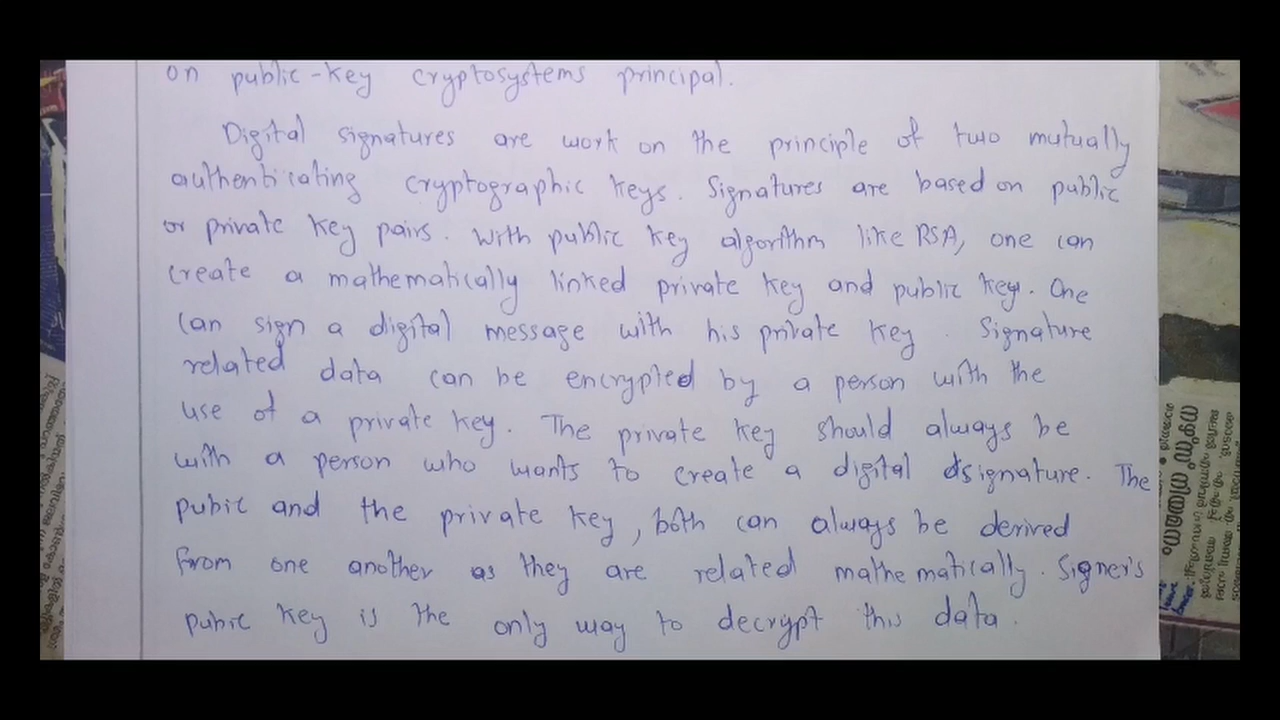 on public-key cryptosystems principal.
Digital signatures are work on the principle of two mutually
authenticating cryptographic keys. Signatures are based on public
or private key pairs. With public key algorithm like RSA, one can
create a mathematically linked private key and public key. One
can sign a digital message with his private key. Signature
related data can be encrypted by a person with the
use of a private key. The private key should always be
with a person who wants to create a digital signature. The
pubic and the private key, both can always be derived
from one another as they are related mathematically. Signer's
pubic key is the only way to decrypt this data.